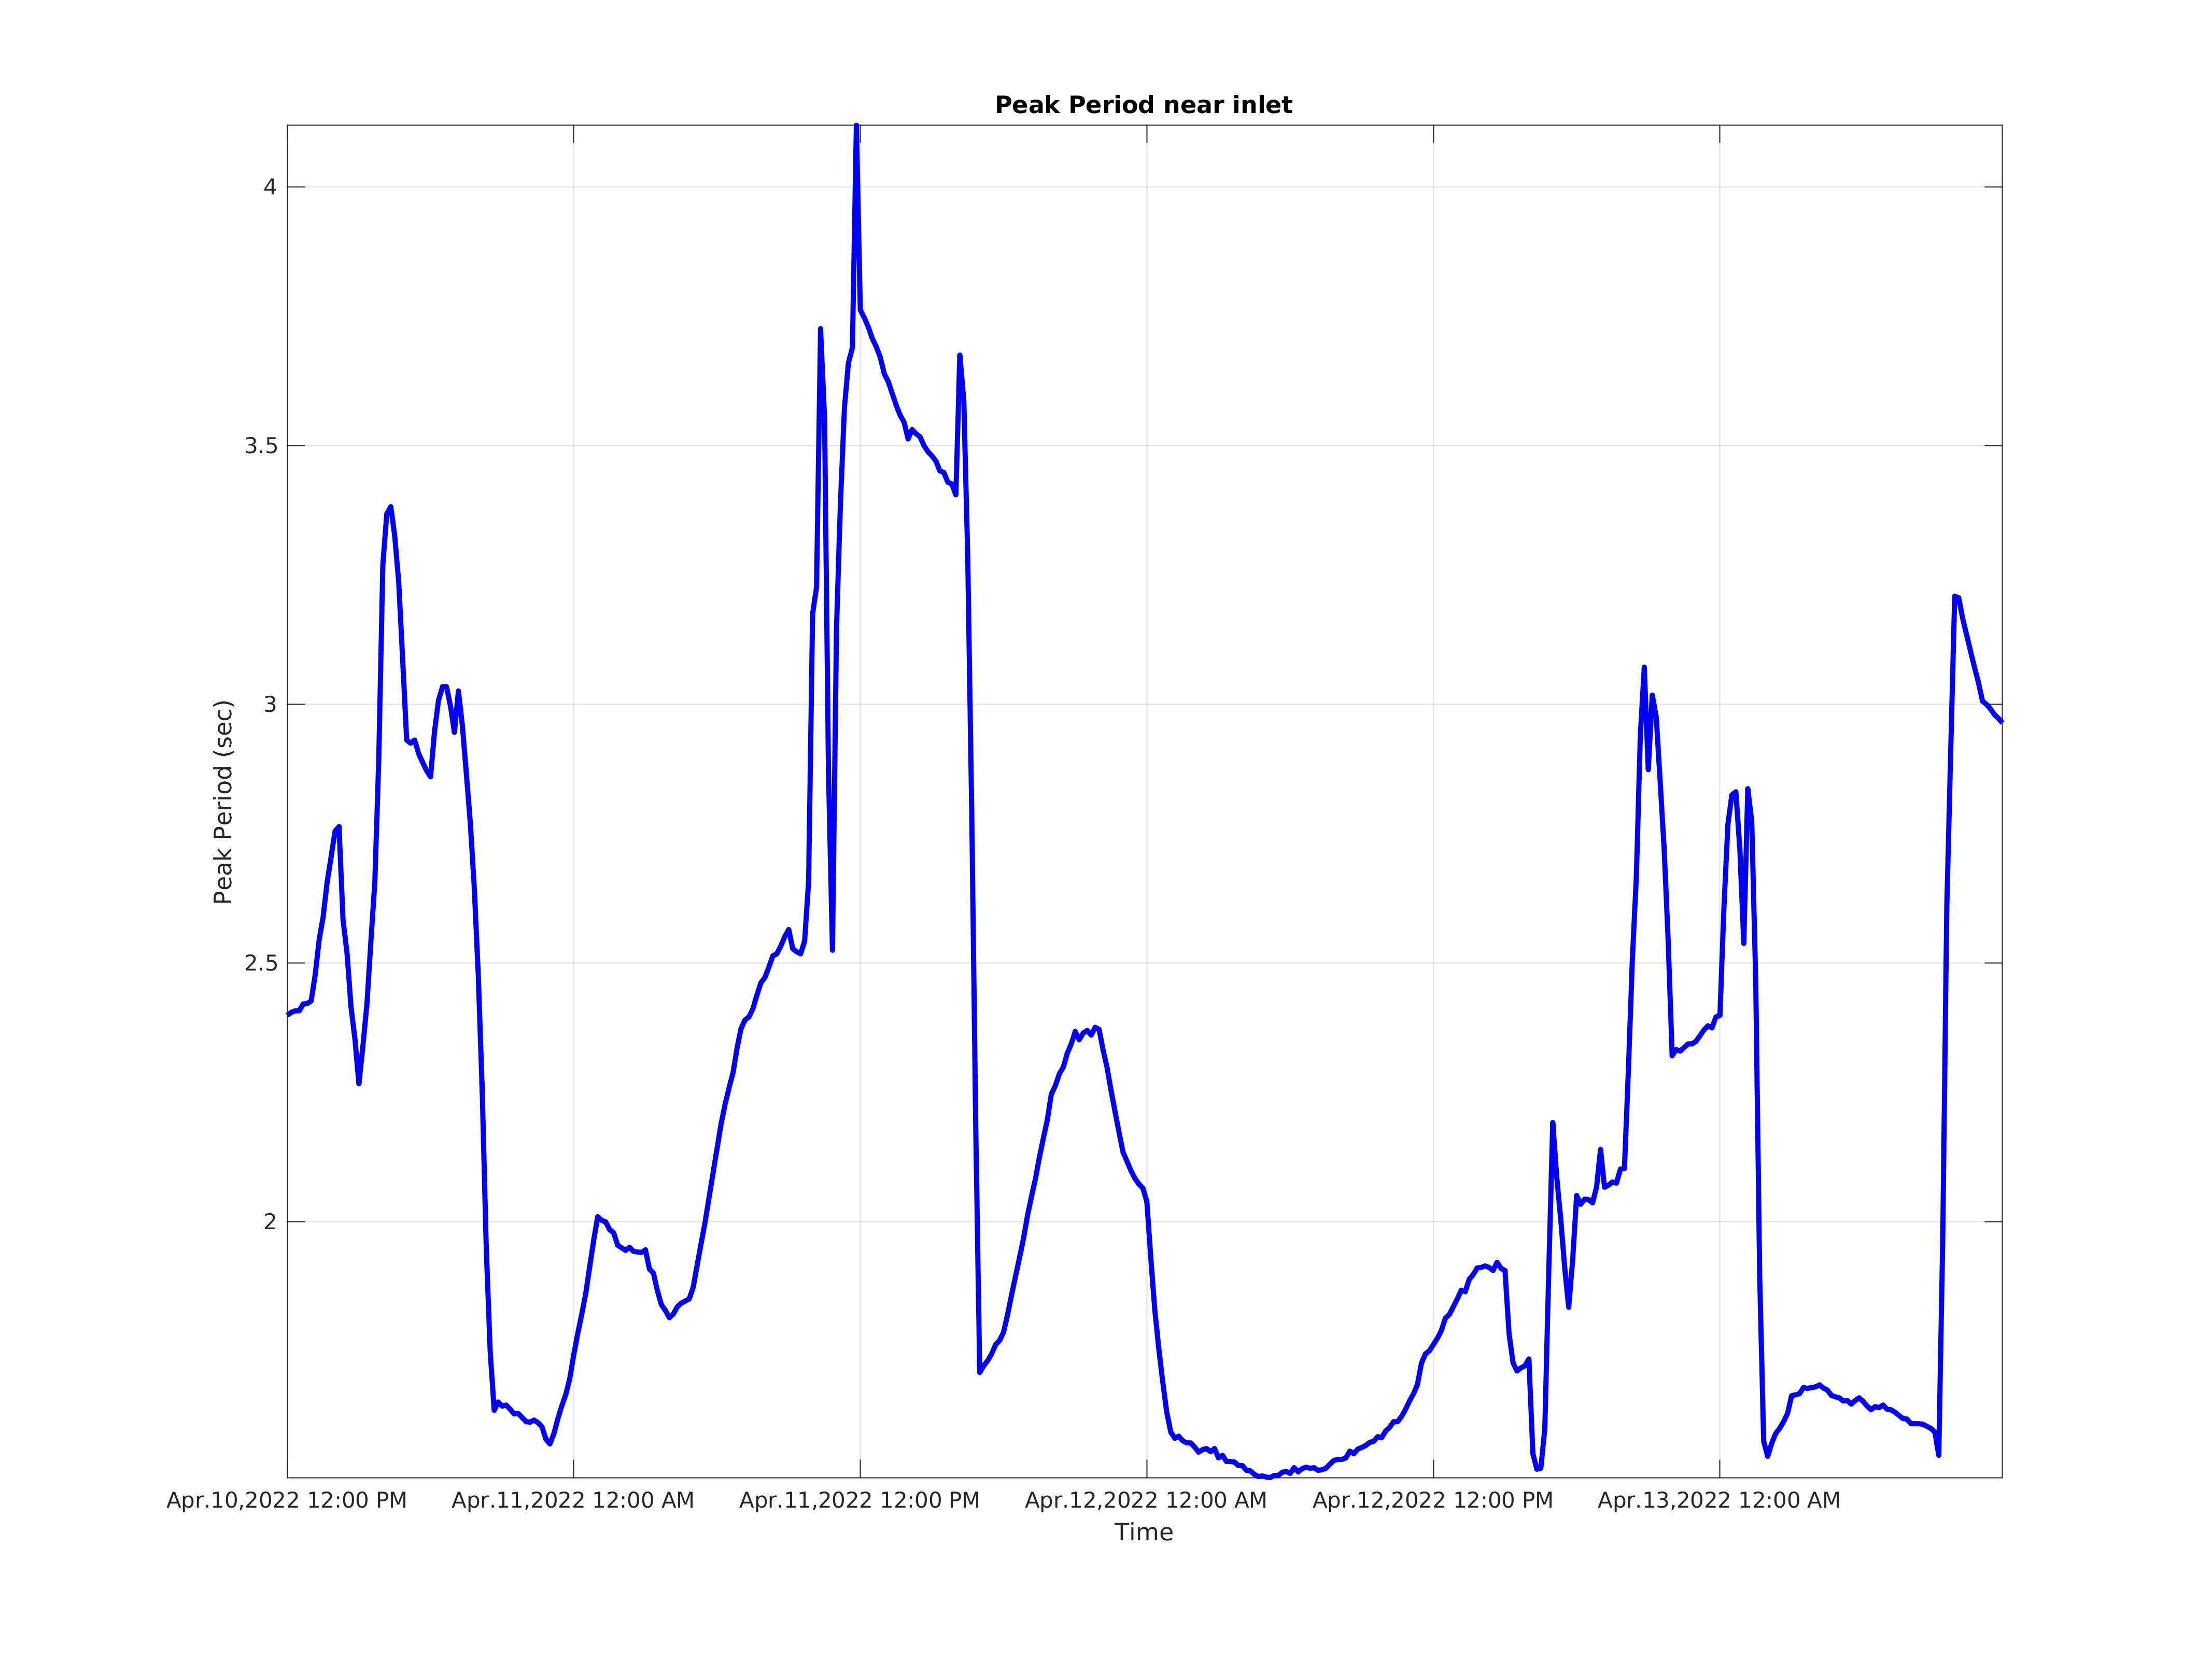 Peak Period near inlet
4
3.5
3
2.5
2
Peak Period (sec)
Apr.10,2022 12:00 PM
Apr.11,2022 12:00 AM
Apr.11,2022 12:00 PM
Apr.12,2022 12:00 AM
Apr.12,2022 12:00 PM
Apr.13,2022 12:00 AM
Time